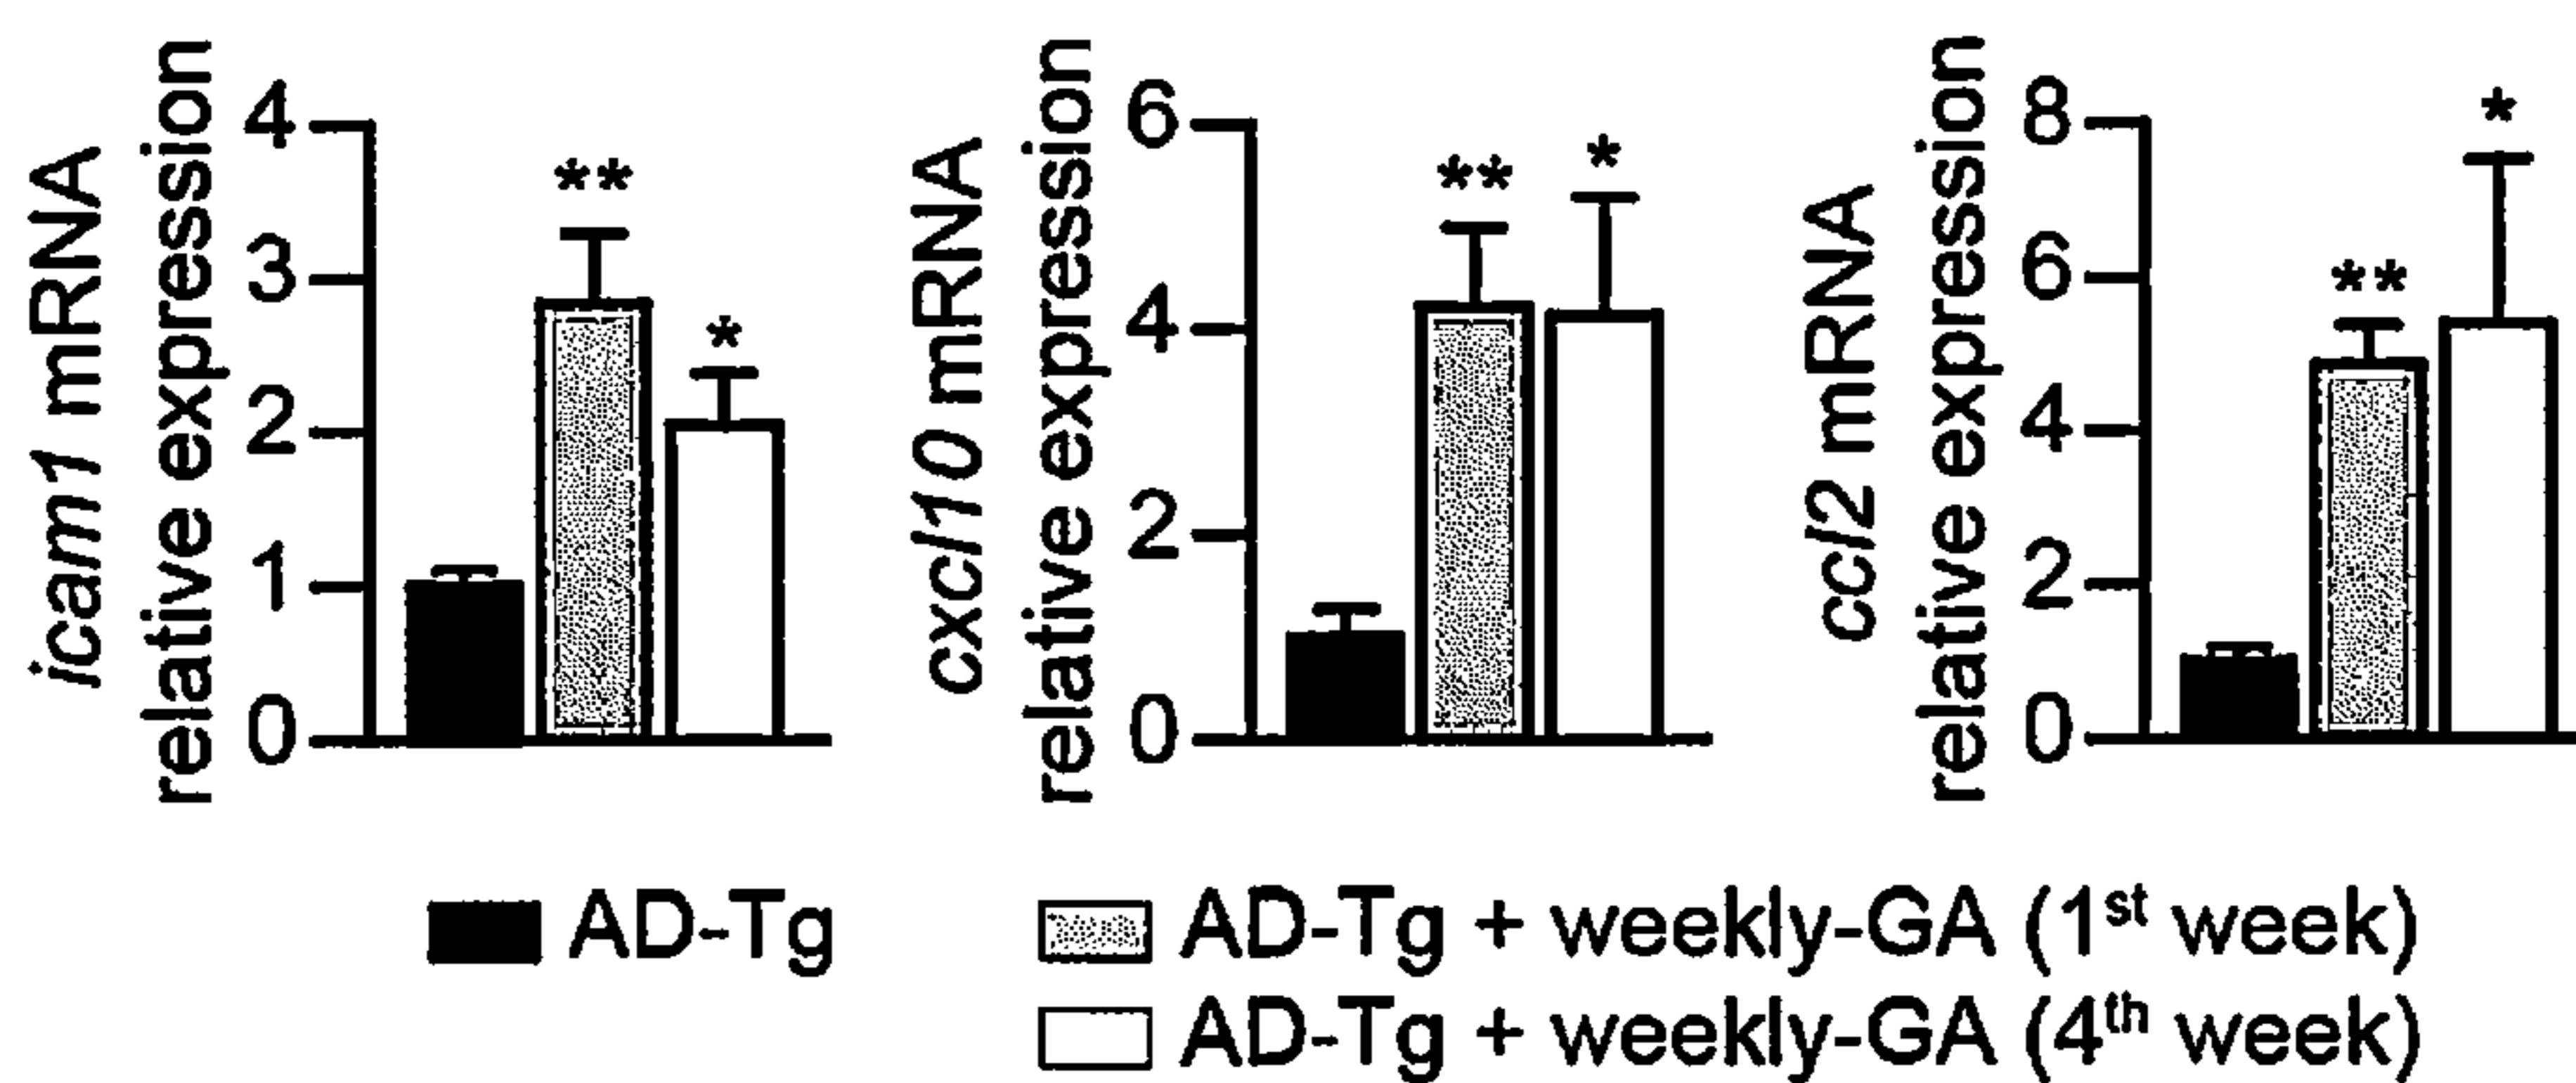 icam1 mRNA
relative expression
4
3
2
1
0
**
*
cxcl10 mRNA
relative expression
6
4
2
0
**
*
ccl2 mRNA
relative expression
8
6
4
2
0
**
*
AD-Tg
AD-Tg + weekly-GA (1st week)
AD-Tg + weekly-GA (4th week)